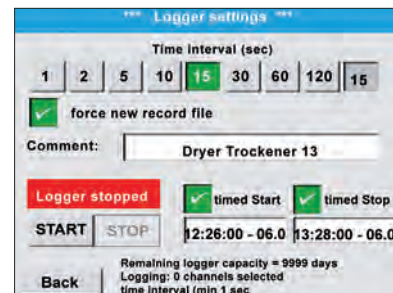 *** Logger settings ***
Time interval (sec)
1 2 5 10 15 30 60 120 15
force new record file
Comment: Dryer Trockener 13
Logger stopped timed Start timed Stop
START STOP 12:26:00 - 06.0 13:28:00 - 06.0
Remaining logger capacity = 9999 days
Back Logging: 0 channels selected
time interval (min 1 sec